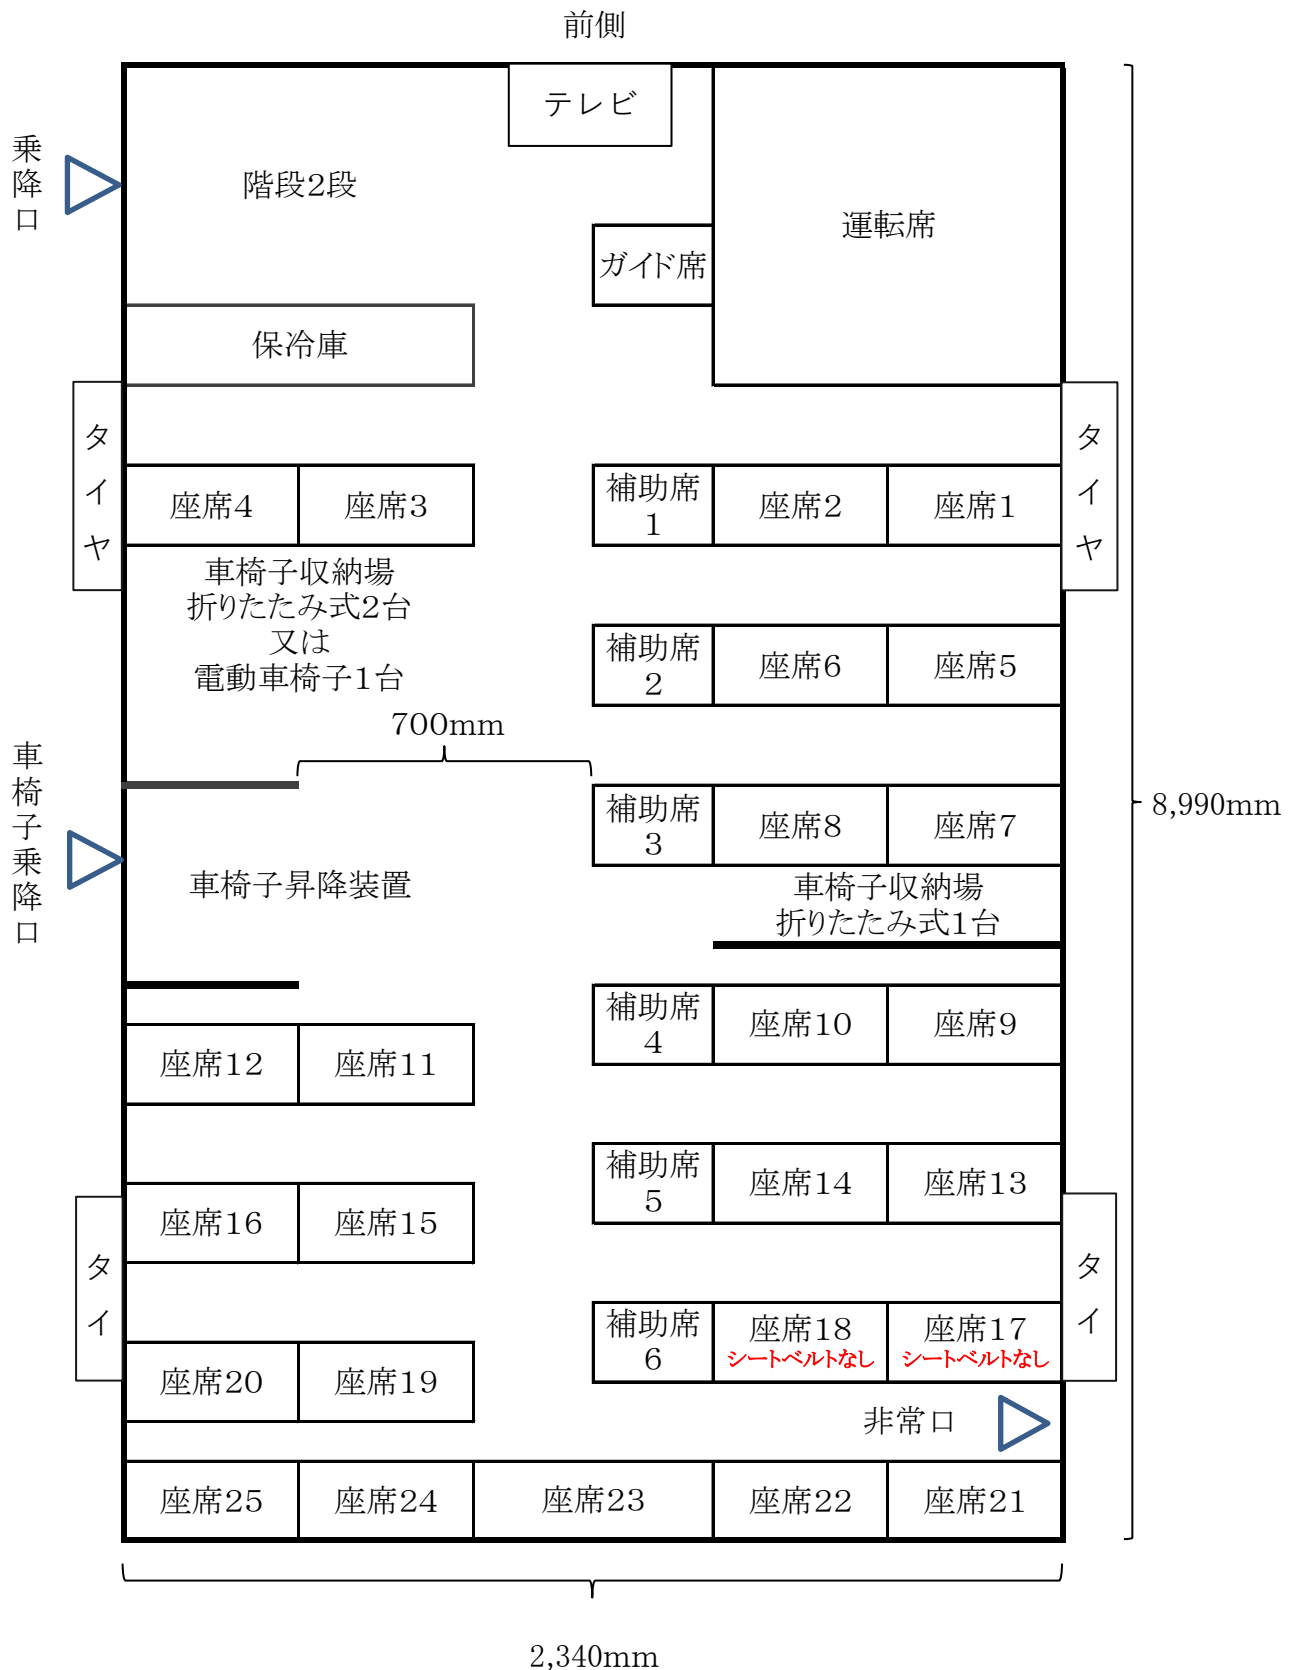 前側
テレビ
乗降口
階段2段
運転席
ガイド席
保冷庫
タイヤ
タイヤ
座席4
座席3
補助席
1
座席2
座席1
車椅子収納場
折りたたみ式2台
又は
電動車椅子1台
補助席
2
座席6
座席5
700mm
車椅子乗降口
補助席
3
座席8
座席7
8,990mm
車椅子昇降装置
車椅子収納場
折りたたみ式1台
補助席
4
座席10
座席9
座席12
座席11
補助席
5
座席14
座席13
座席16
座席15
タイ
タイ
補助席
6
座席18
シートベルトなし
座席17
シートベルトなし
座席20
座席19
非常口
座席25
座席24
座席23
座席22
座席21
2,340mm